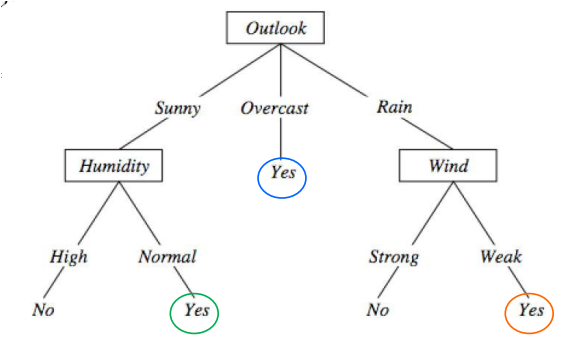 Outlook
Sunny Overcast Rain
Humidity Yes Wind
High Normal Strong Weak
No Yes No Yes